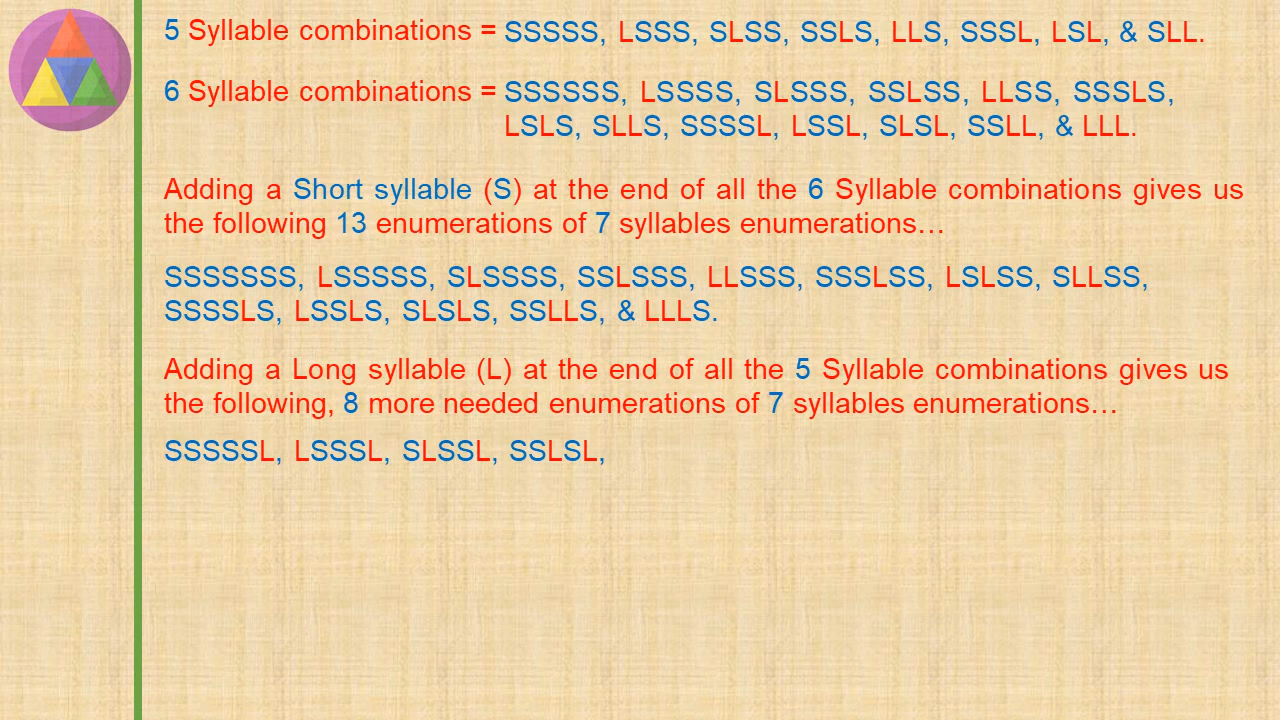 5 Syllable combinations = SSSSS, LSSS, SLSS, SSLS, LLS, SSSL, LSL, & SLL.
6 Syllable combinations = SSSSSS, LSSSS, SLSSS, SSLSS, LLSS, SSSLS,
LSLS, SLLS, SSSSL, LSSL, SLSL, SSLL, & LLL.
Adding a Short syllable (S) at the end of all the 6 Syllable combinations gives us
the following 13 enumerations of 7 syllables enumerations…
SSSSSSS, LSSSSS, SLSSSS, SSLSSS, LLSSS, SSSLSS, LSLSS, SLLSS,
SSSSLS, LSSLS, SLSLS, SSLLS, & LLLS.
Adding a Long syllable (L) at the end of all the 5 Syllable combinations gives us
the following, 8 more needed enumerations of 7 syllables enumerations…
SSSSSL, LSSSL, SLSSL, SSLSL,